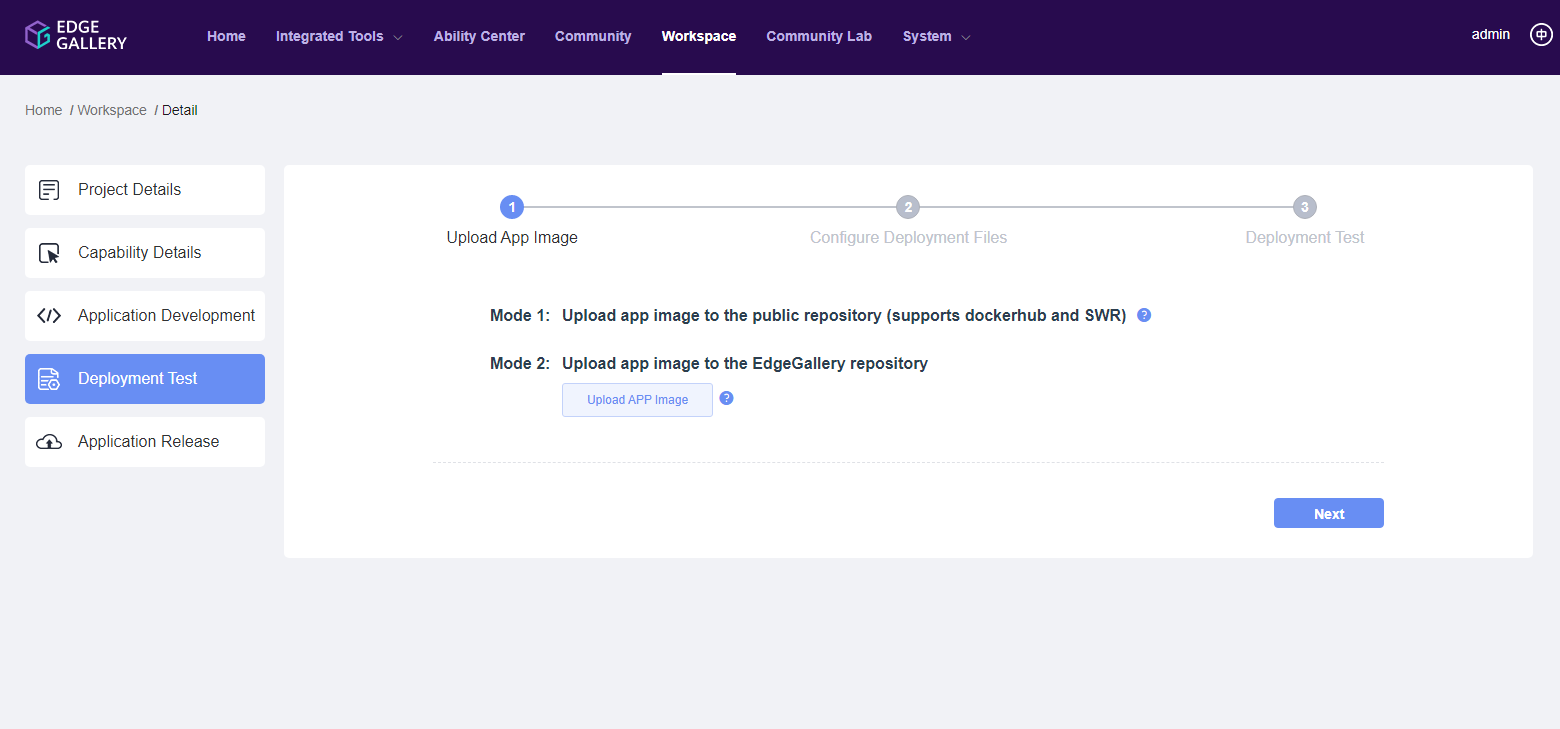 EDGE
GALLERY
Home Integrated Tools Ability Center Community Workspace Community Lab System admin 中
Home / Workspace / Detail
Project Details
Capability Details
Application Development
Deployment Test
Application Release
1 2 3
Upload App Image Configure Deployment Files Deployment Test
Mode 1: Upload app image to the public repository (supports dockerhub and SWR) ?
Mode 2: Upload app image to the EdgeGallery repository
Upload APP Image ?
Next